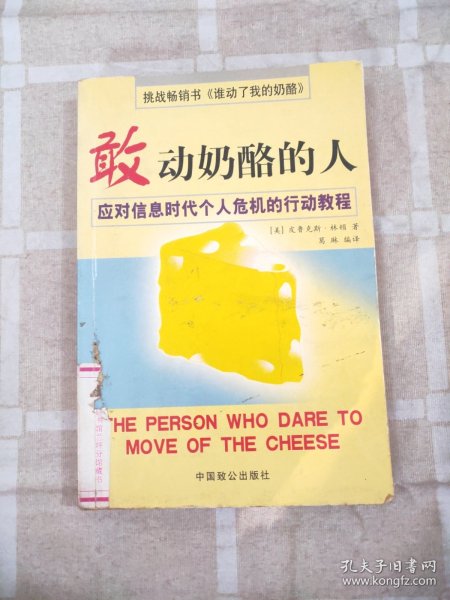 挑战畅销书《谁动了我的奶酪》
敢动奶酪的人
应对信息时代个人危机的行动教程
[美] 皮鲁克斯·林顿 著
葛琳 编译
THE PERSON WHO DARE TO
MOVE OF THE CHEESE
中国致公出版社
孔夫子旧书网
www.kongfz.com